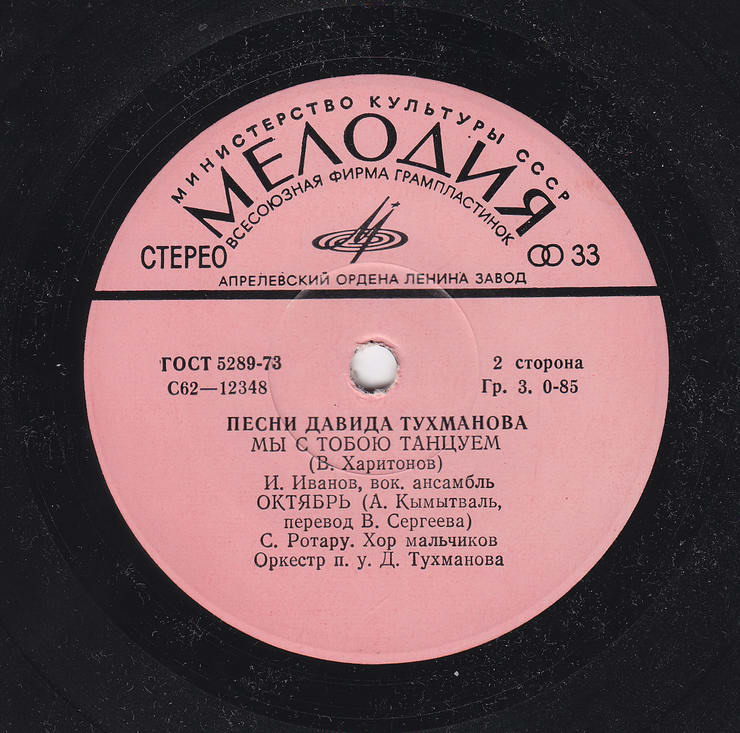 МИНИСТЕРСТВО КУЛЬТУРЫ СССР
МЕЛОДИЯ
ВСЕСОЮЗНАЯ ФИРМА ГРАМПЛАСТИНОК
СТЕРЕО 33
АПРЕЛЕВСКИЙ ОРДЕНА ЛЕНИНА ЗАВОД
ГОСТ 5289-73 2 сторона
С62—12348 Гр. 3. 0-85
ПЕСНИ ДАВИДА ТУХМАНОВА
МЫ С ТОБОЮ ТАНЦУЕМ
(В. Харитонов)
И. Иванов, вок. ансамбль
ОКТЯБРЬ (А. Кымытваль,
перевод В. Сергеева)
С. Ротару. Хор мальчиков
Оркестр п. у. Д. Тухманова